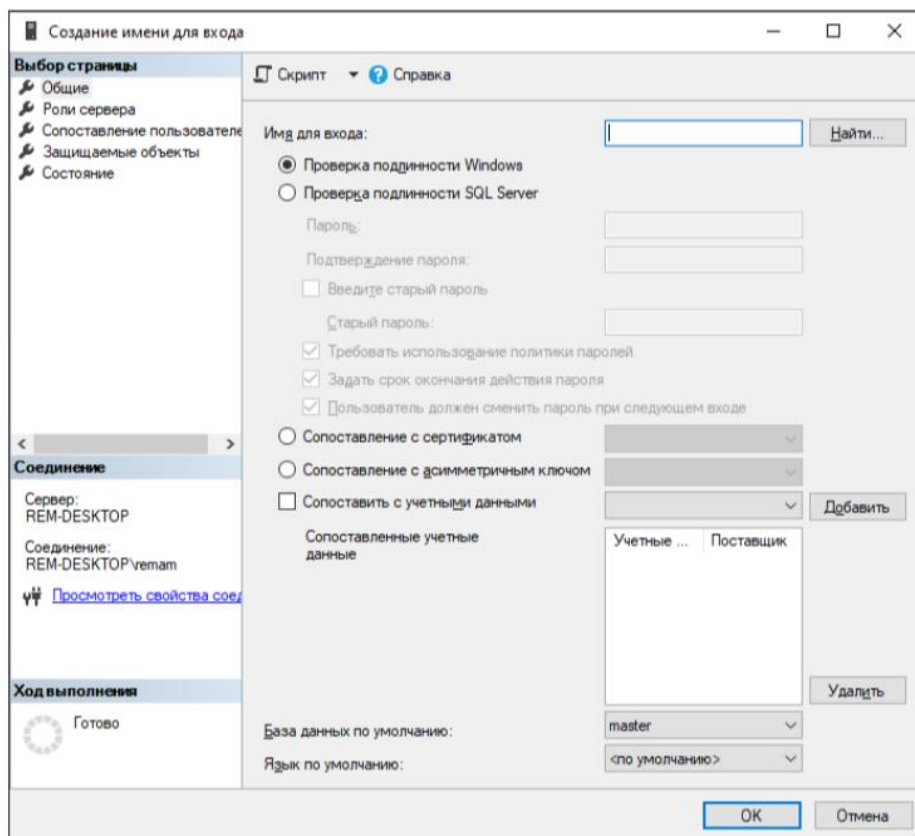 Создание имени для входа
Выбор страницы
Общие
Роли сервера
Сопоставление пользователе
Защищаемые объекты
Состояние
Скрипт
Справка
Имя для входа:
Найти...
Проверка подлинности Windows
Проверка подлинности SQL Server
Пароль:
Подтверждение пароля:
Введите старый пароль
Старый пароль:
Требовать использование политики паролей
Задать срок окончания действия пароля
Пользователь должен сменить пароль при следующем входе
Сопоставление с сертификатом
Сопоставление с асимметричным ключом
Сопоставить с учетными данными
Добавить
Сопоставленные учетные
данные
Учетные ... Поставщик
Удалить
База данных по умолчанию:
master
Язык по умолчанию:
<по умолчанию>
Соединение
Сервер:
REM-DESKTOP
Соединение:
REM-DESKTOP\remam
Просмотреть свойства соед
Ход выполнения
Готово
OK
Отмена